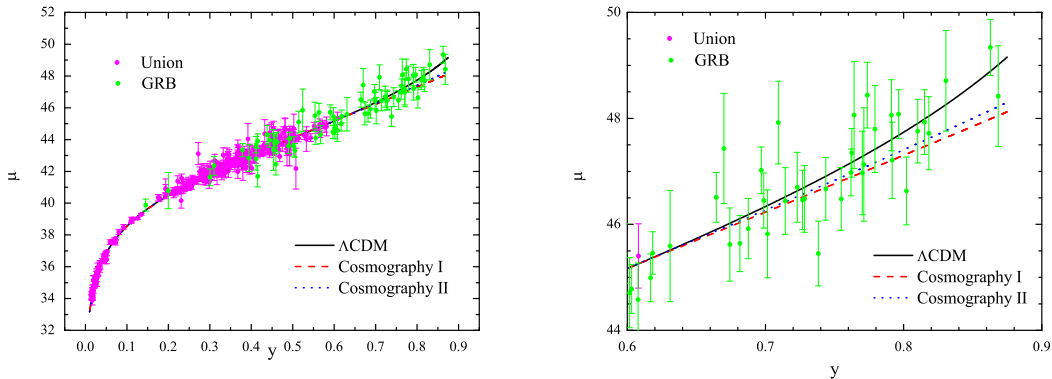 52
50
48
46
44
42
40
38
36
34
32
μ
Union
GRB
ΛCDM
Cosmography I
Cosmography II
0.0 0.1 0.2 0.3 0.4 0.5 0.6 0.7 0.8 0.9
y
50
48
46
44
μ
Union
GRB
ΛCDM
Cosmography I
Cosmography II
0.6 0.7 0.8 0.9
y